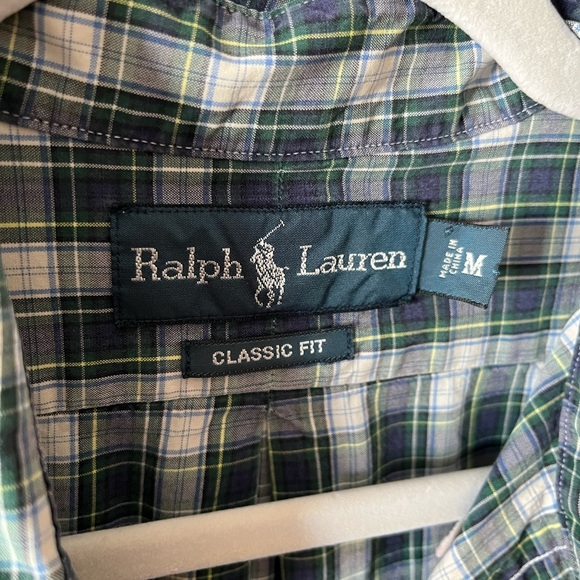 Ralph Lauren
MADE IN
CHINA
M
CLASSIC FIT